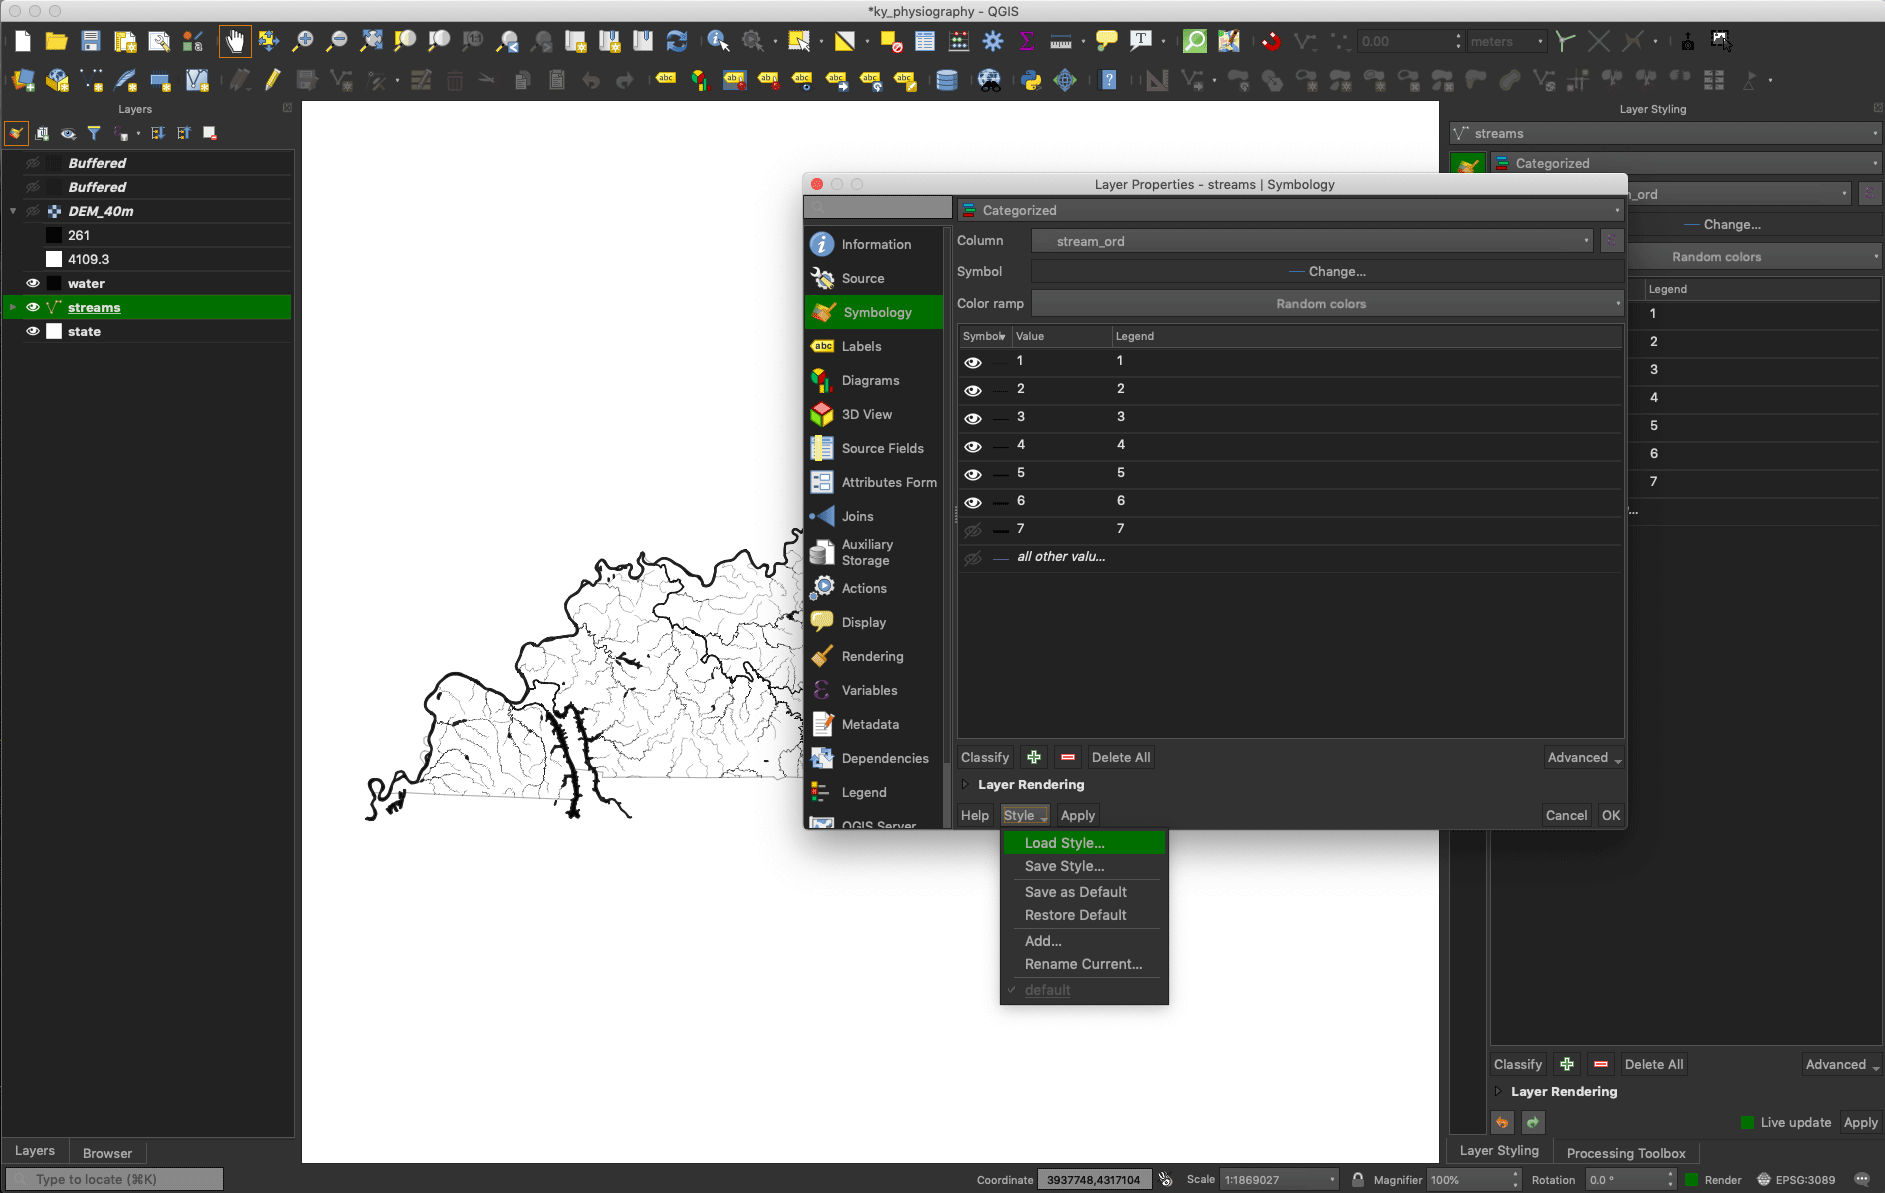 *ky_physiography - QGIS
0.00
meters
Layers
Buffered
Buffered
DEM_40m
261
4109.3
water
streams
state
Layers
Browser
Type to locate (⌘K)
Layer Properties - streams | Symbology
Information
Source
Symbology
Labels
Diagrams
3D View
Source Fields
Attributes Form
Joins
Auxiliary
Storage
Actions
Display
Rendering
Variables
Metadata
Dependencies
Legend
QGIS Server
Categorized
Column
stream_ord
Symbol
Change...
Color ramp
Random colors
Symbol
Value
Legend
1 1
2 2
3 3
4 4
5 5
6 6
7 7
all other valu...
Classify
Delete All
Advanced
Layer Rendering
Help
Style
Apply
Cancel
OK
Load Style...
Save Style...
Save as Default
Restore Default
Add...
Rename Current...
default
Layer Styling
streams
Categorized
_ord
Change...
Random colors
Legend
1
2
3
4
5
6
7
...
Classify
Delete All
Advanced
Layer Rendering
Live update
Apply
Layer Styling
Processing Toolbox
Coordinate
3937748,4317104
Scale
1:1869027
Magnifier
100%
Rotation
0.0 °
Render
EPSG:3089